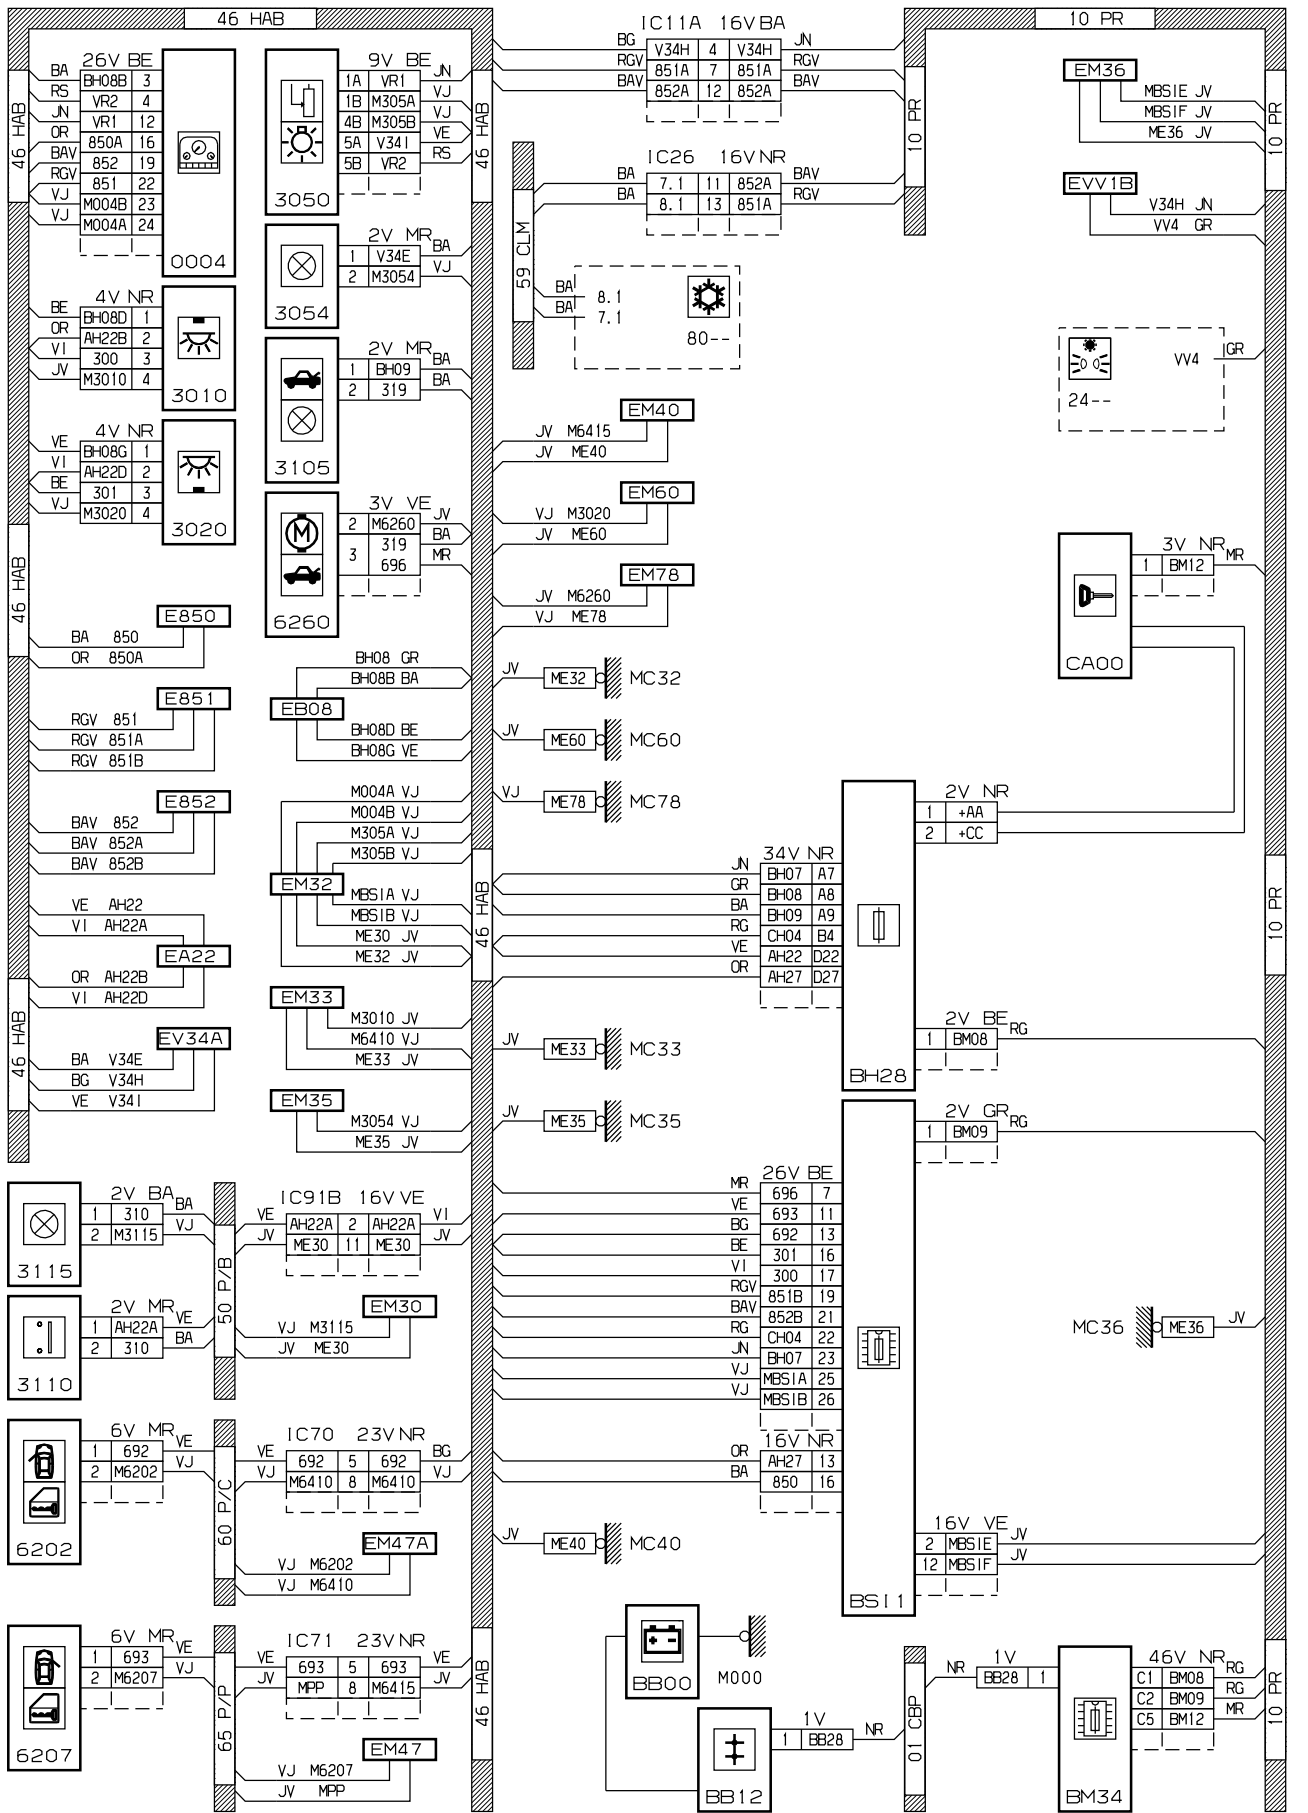 46 HAB
10 PR
46 HAB
46 HAB
46 HAB
26V BE
BA BH08B 3
RS VR2 4
JN VR1 12
OR 850A 16
BAV 852 19
RGV 851 22
VJ M004B 23
VJ M004A 24
0004
4V NR
BE BH08D 1
OR AH22B 2
VI 300 3
JV M3010 4
3010
4V NR
VE BH08G 1
VI AH22D 2
BE 301 3
VJ M3020 4
3020
E850
BA 850
OR 850A
E851
RGV 851
RGV 851A
RGV 851B
E852
BAV 852
BAV 852A
BAV 852B
VE AH22
VI AH22A
EA22
OR AH22B
VI AH22D
EV34A
BA V34E
BG V34H
VE V34I
9V BE
1A VR1 JN
1B M305A VJ
4B M305B VJ
5A V34I VE
5B VR2 RS
3050
2V MR
1 V34E BA
2 M3054 VJ
3054
2V MR
1 BH09 BA
2 319 BA
3105
3V VE
2 M6260 JV
3 319 BA
696 MR
6260
BH08 GR
BH08B BA
EB08
BH08D BE
BH08G VE
M004A VJ
M004B VJ
M305A VJ
M305B VJ
EM32
MBSIA VJ
MBSIB VJ
ME30 JV
ME32 JV
EM33
M3010 JV
M6410 VJ
ME33 JV
EM35
M3054 VJ
ME35 JV
46 HAB
46 HAB
46 HAB
2V BA
1 310 BA
2 M3115 VJ
3115
2V MR
1 AH22A VE
2 310 BA
3110
50 P/B
IC91B 16V VE
VE AH22A 2 AH22A VI
JV ME30 11 ME30 JV
EM30
VJ M3115
JV ME30
6V MR
1 692 VE
2 M6202 VJ
6202
60 P/C
IC70 23V NR
VE 692 5 692 BG
VJ M6410 8 M6410 VJ
EM47A
VJ M6202
VJ M6410
6V MR
1 693 VE
2 M6207 VJ
6207
65 P/P
IC71 23V NR
VE 693 5 693 VE
JV MPP 8 M6415 JV
EM47
VJ M6207
JV MPP
IC11A 16V BA
BG V34H 4 V34H JN
RGV 851A 7 851A RGV
BAV 852A 12 852A BAV
10 PR
59 CLM
IC26 16V NR
BA 7.1 11 852A BAV
BA 8.1 13 851A RGV
BA 8.1
BA 7.1
80--
EM40
JV M6415
JV ME40
EM60
VJ M3020
JV ME60
EM78
JV M6260
VJ ME78
JV ME32 MC32
JV ME60 MC60
VJ ME78 MC78
34V NR
JN BH07 A7
GR BH08 A8
BA BH09 A9
RG CH04 B4
VE AH22 D22
OR AH27 D27
JV ME33 MC33
JV ME35 MC35
2V NR
1 +AA
2 +CC
2V BE
1 BM08 RG
BH28
2V GR
1 BM09 RG
26V BE
MR 696 7
VE 693 11
BG 692 13
BE 301 16
VI 300 17
RGV 851B 19
BAV 852B 21
RG CH04 22
JN BH07 23
VJ MBSIA 25
VJ MBSIB 26
16V NR
OR AH27 13
BA 850 16
JV ME40 MC40
16V VE
2 MBSIE JV
12 MBSIF JV
BSI1
BB00
M000
BB12
1V
1 BB28 NR
01 CBP
1V
NR BB28 1
46V NR
C1 BM08 RG
C2 BM09 RG
C5 BM12 MR
BM34
EM36
MBSIE JV
MBSIF JV
ME36 JV
EVV1B
V34H JN
VV4 GR
VV4 GR
24--
3V NR
1 BM12 MR
CA00
MC36 ME36 JV
10 PR
10 PR
10 PR